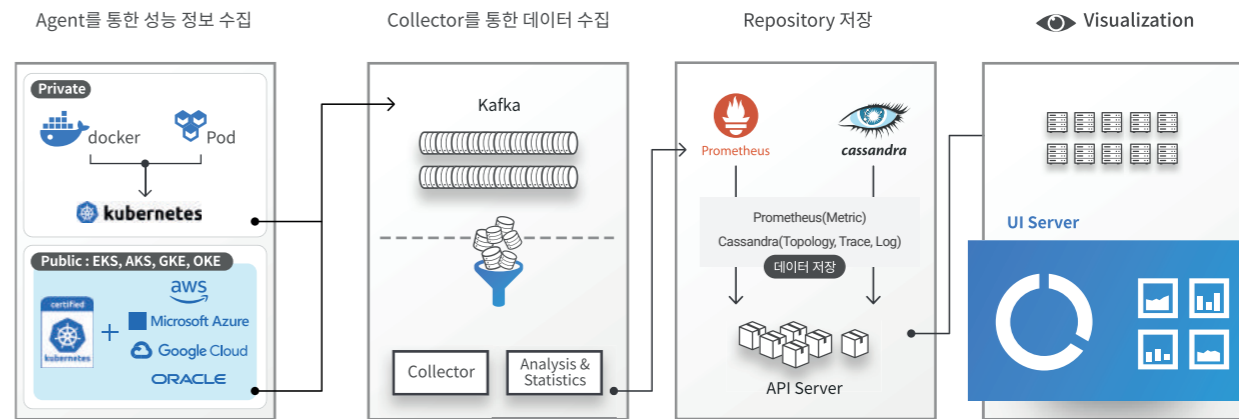 Agent를 통한 성능 정보 수집
Collector를 통한 데이터 수집
Repository 저장
Visualization
Private
docker
Pod
kubernetes
Public : EKS, AKS, GKE, OKE
certified
kubernetes
+
aws
Microsoft Azure
Google Cloud
ORACLE
Kafka
Collector
Analysis &
Statistics
Prometheus
cassandra
Prometheus(Metric)
Cassandra(Topology, Trace, Log)
데이터 저장
API Server
UI Server